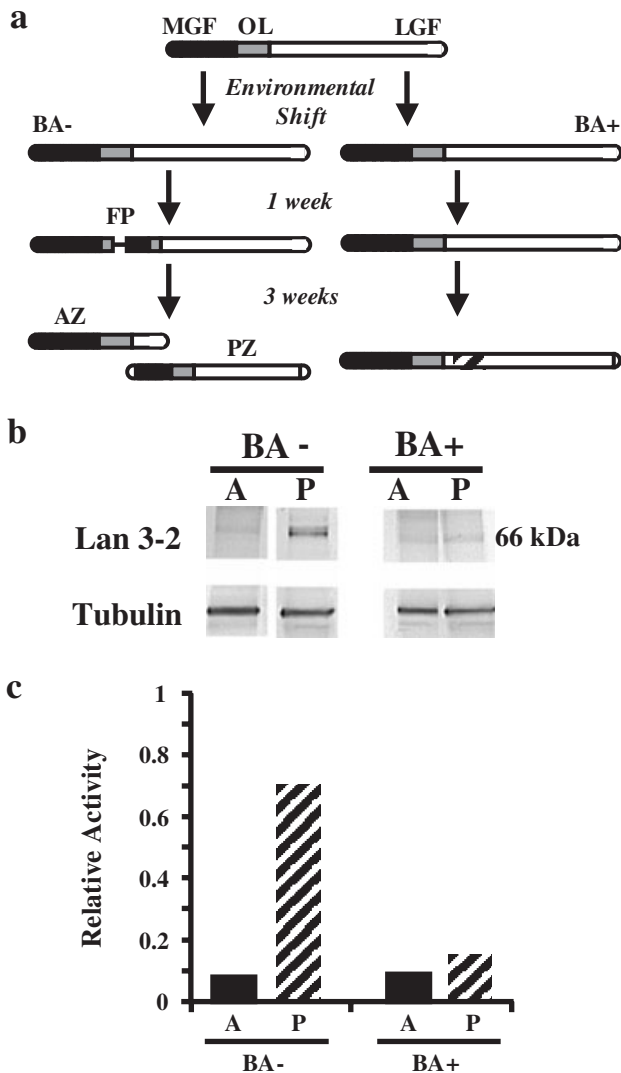 a
MGF OL LGF
Environmental
Shift
BA- BA+
1 week
FP
3 weeks
AZ
PZ
b
BA - BA+
A P A P
Lan 3-2 66 kDa
Tubulin
c
1
0.8
0.6
0.4
0.2
0
Relative Activity
A P A P
BA- BA+